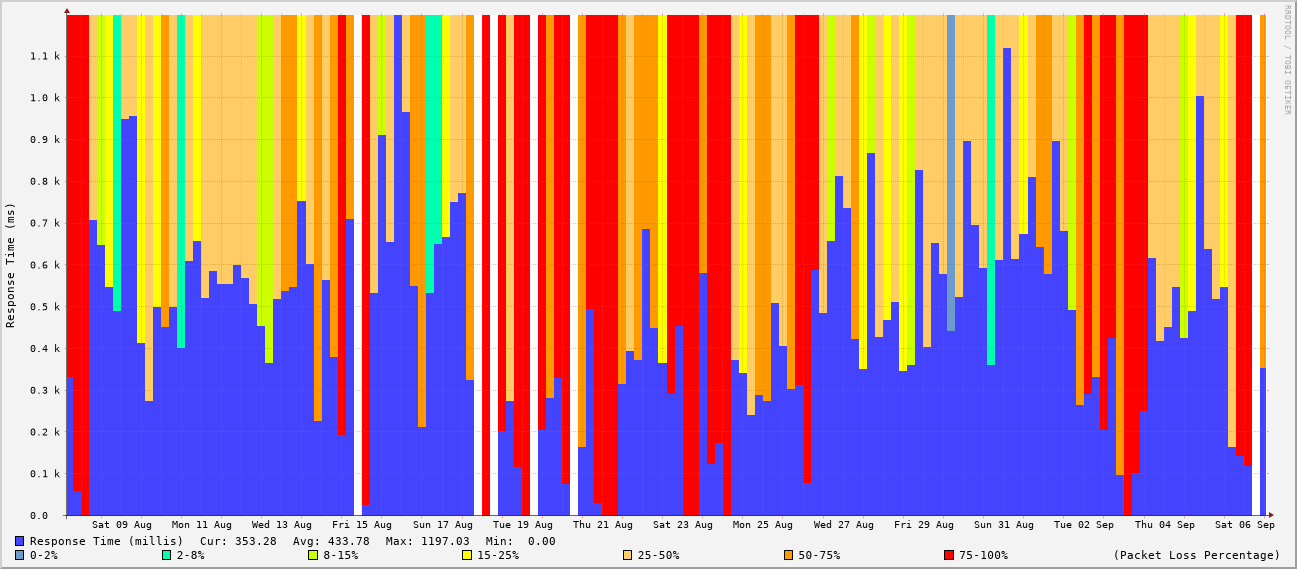 RRDTOOL / TOBI OETIKER
Response Time (ms)
1.1 k
1.0 k
0.9 k
0.8 k
0.7 k
0.6 k
0.5 k
0.4 k
0.3 k
0.2 k
0.1 k
0.0
Sat 09 Aug Mon 11 Aug Wed 13 Aug Fri 15 Aug Sun 17 Aug Tue 19 Aug Thu 21 Aug Sat 23 Aug Mon 25 Aug Wed 27 Aug Fri 29 Aug Sun 31 Aug Tue 02 Sep Thu 04 Sep Sat 06 Sep
Response Time (millis) Cur: 353.28 Avg: 433.78 Max: 1197.03 Min: 0.00
0-2% 2-8% 8-15% 15-25% 25-50% 50-75% 75-100% (Packet Loss Percentage)